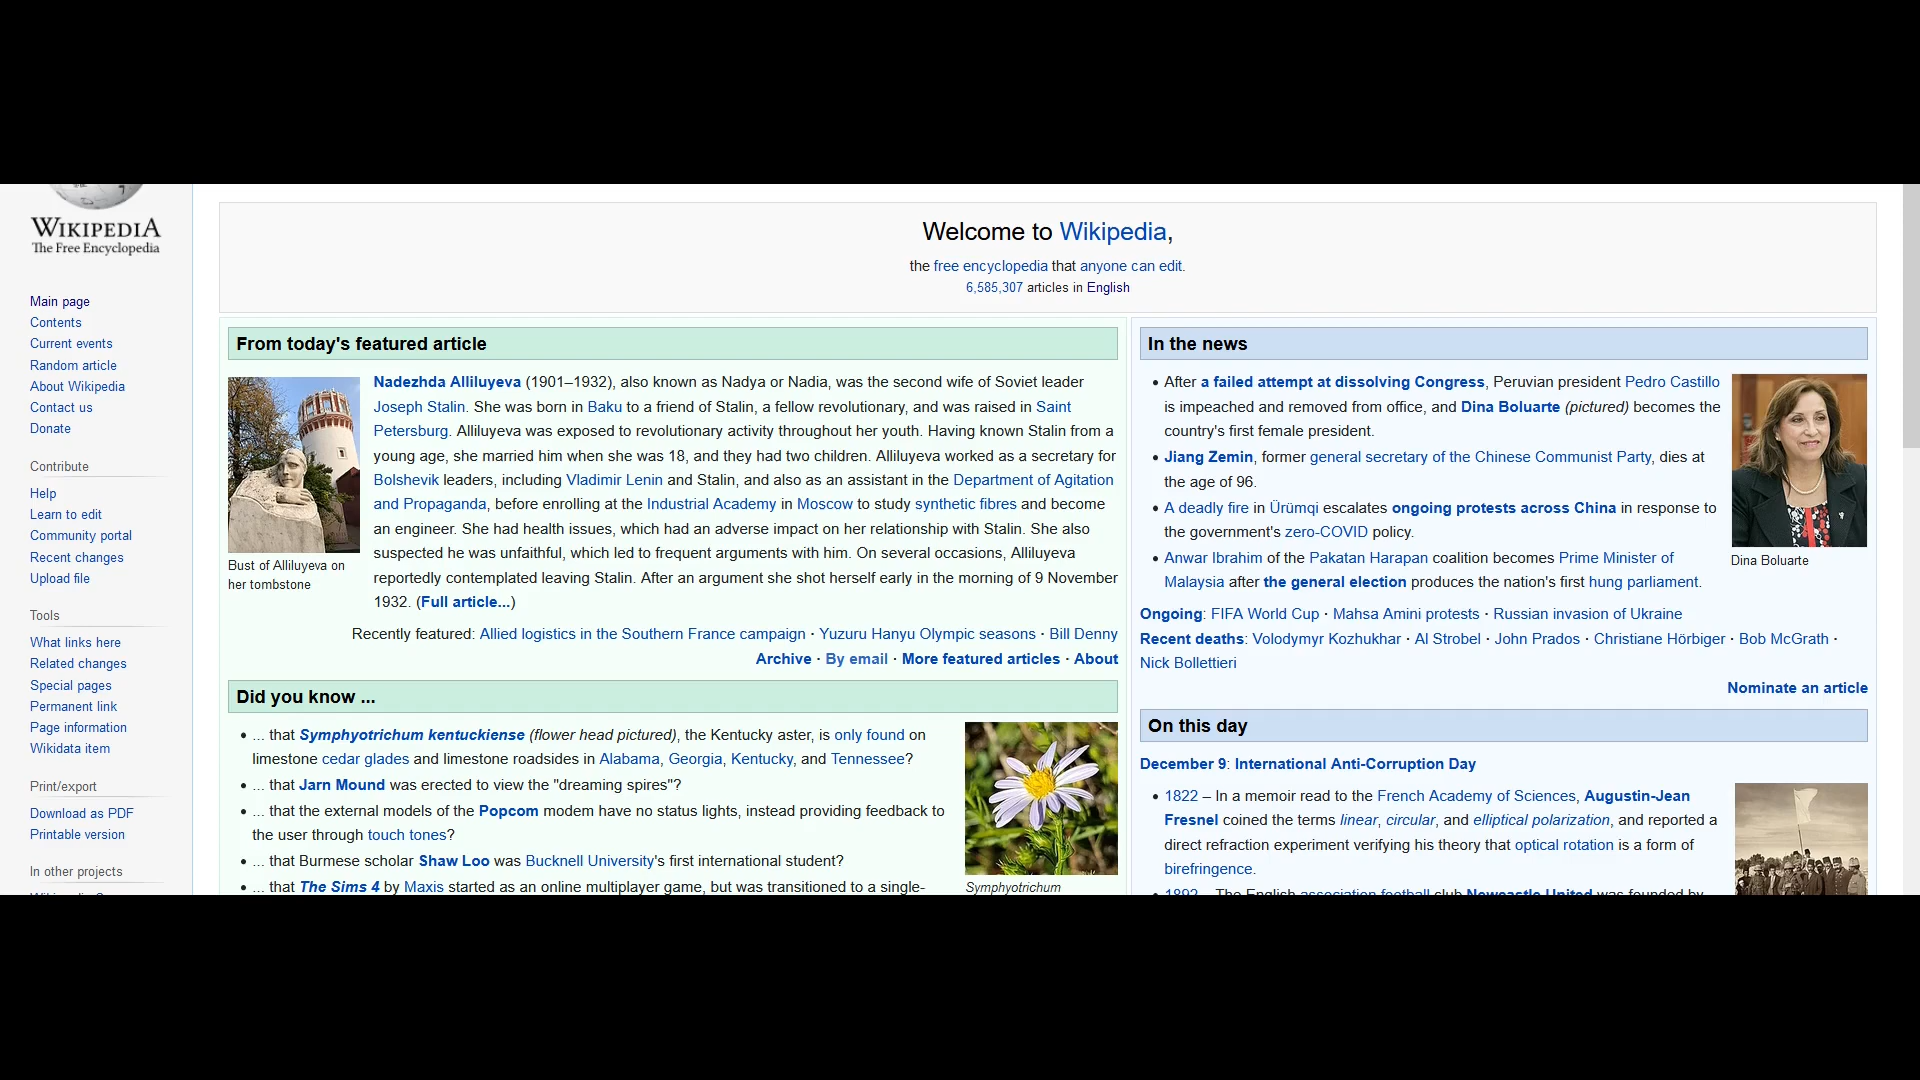 WIKIPEDIA
The Free Encyclopedia
Main page
Contents
Current events
Random article
About Wikipedia
Contact us
Donate
Contribute
Help
Learn to edit
Community portal
Recent changes
Upload file
Tools
What links here
Related changes
Special pages
Permanent link
Page information
Wikidata item
Print/export
Download as PDF
Printable version
In other projects
Welcome to Wikipedia,
the free encyclopedia that anyone can edit.
6,585,307 articles in English
From today's featured article
Nadezhda Alliluyeva (1901–1932), also known as Nadya or Nadia, was the second wife of Soviet leader
Joseph Stalin. She was born in Baku to a friend of Stalin, a fellow revolutionary, and was raised in Saint
Petersburg. Alliluyeva was exposed to revolutionary activity throughout her youth. Having known Stalin from a
young age, she married him when she was 18, and they had two children. Alliluyeva worked as a secretary for
Bolshevik leaders, including Vladimir Lenin and Stalin, and also as an assistant in the Department of Agitation
and Propaganda, before enrolling at the Industrial Academy in Moscow to study synthetic fibres and become
an engineer. She had health issues, which had an adverse impact on her relationship with Stalin. She also
suspected he was unfaithful, which led to frequent arguments with him. On several occasions, Alliluyeva
reportedly contemplated leaving Stalin. After an argument she shot herself early in the morning of 9 November
1932. (Full article...)
Bust of Alliluyeva on
her tombstone
Recently featured: Allied logistics in the Southern France campaign · Yuzuru Hanyu Olympic seasons · Bill Denny
Archive · By email · More featured articles · About
Did you know ...
• ... that Symphyotrichum kentuckiense (flower head pictured), the Kentucky aster, is only found on
limestone cedar glades and limestone roadsides in Alabama, Georgia, Kentucky, and Tennessee?
• ... that Jarn Mound was erected to view the "dreaming spires"?
• ... that the external models of the Popcom modem have no status lights, instead providing feedback to
the user through touch tones?
• ... that Burmese scholar Shaw Loo was Bucknell University's first international student?
• ... that The Sims 4 by Maxis started as an online multiplayer game, but was transitioned to a single-
Symphyotrichum
In the news
• After a failed attempt at dissolving Congress, Peruvian president Pedro Castillo
is impeached and removed from office, and Dina Boluarte (pictured) becomes the
country's first female president.
• Jiang Zemin, former general secretary of the Chinese Communist Party, dies at
the age of 96.
• A deadly fire in Ürümqi escalates ongoing protests across China in response to
the government's zero-COVID policy.
• Anwar Ibrahim of the Pakatan Harapan coalition becomes Prime Minister of
Malaysia after the general election produces the nation's first hung parliament.
Dina Boluarte
Ongoing: FIFA World Cup · Mahsa Amini protests · Russian invasion of Ukraine
Recent deaths: Volodymyr Kozhukhar · Al Strobel · John Prados · Christiane Hörbiger · Bob McGrath ·
Nick Bollettieri
Nominate an article
On this day
December 9: International Anti-Corruption Day
• 1822 – In a memoir read to the French Academy of Sciences, Augustin-Jean
Fresnel coined the terms linear, circular, and elliptical polarization, and reported a
direct refraction experiment verifying his theory that optical rotation is a form of
birefringence.
• 1892 – The English association football club Newcastle United was founded by